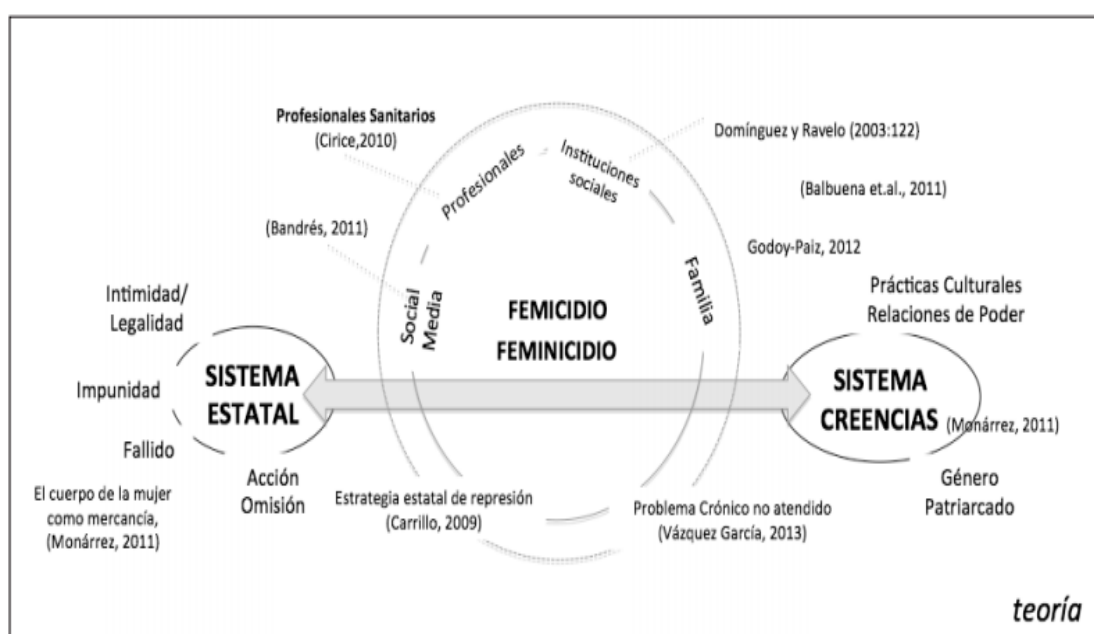 Profesionales Sanitarios
(Cirice,2010)
Profesionales
Instituciones
sociales
Domínguez y Ravelo (2003:122)
(Balbuena et.al., 2011)
(Bandrés, 2011)
Godoy-Paiz, 2012
Social
Media
Familia
Intimidad/
Legalidad
FEMICIDIO
FEMINICIDIO
Prácticas Culturales
Relaciones de Poder
Impunidad
SISTEMA
ESTATAL
SISTEMA
CREENCIAS
(Monárrez, 2011)
Fallido
Acción
Omisión
El cuerpo de la mujer
como mercancía,
(Monárrez, 2011)
Estrategia estatal de represión
(Carrillo, 2009)
Problema Crónico no atendido
(Vázquez García, 2013)
Género
Patriarcado
teoría